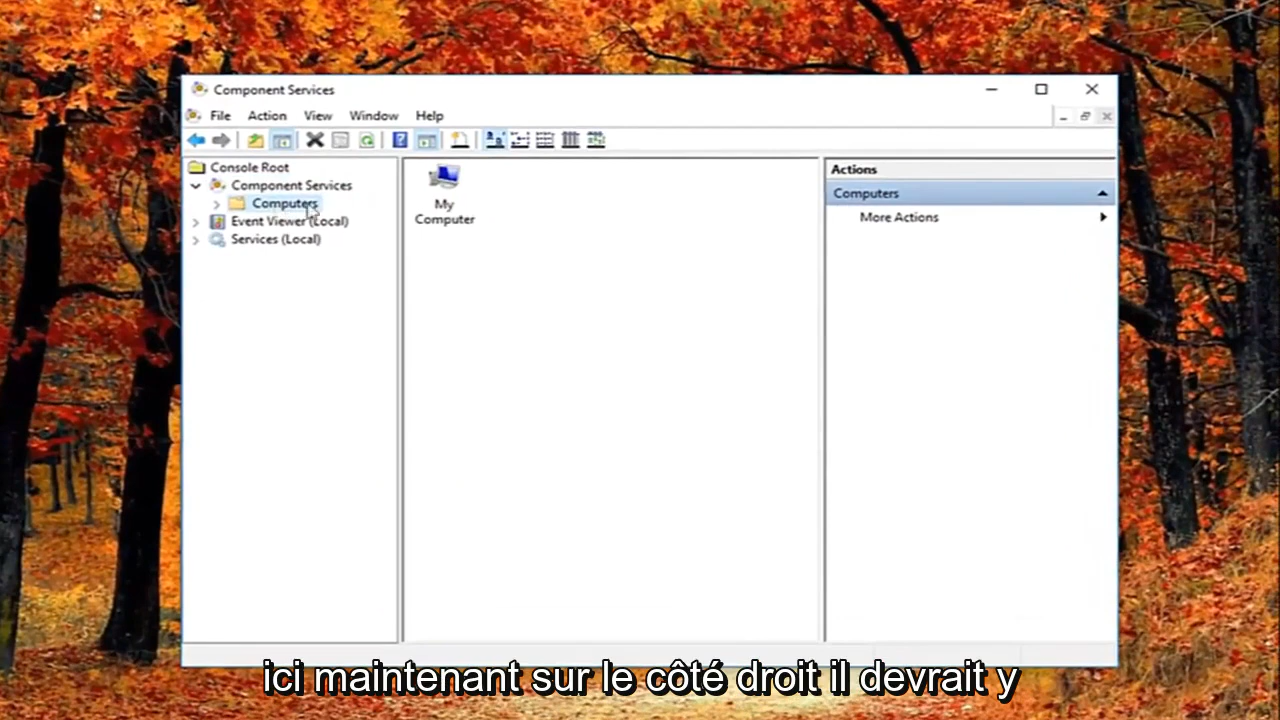 Component Services
File Action View Window Help
Console Root
Component Services
Computers
Event Viewer (Local)
Services (Local)
My
Computer
Actions
Computers
More Actions
ici maintenant sur le côté droit il devrait y